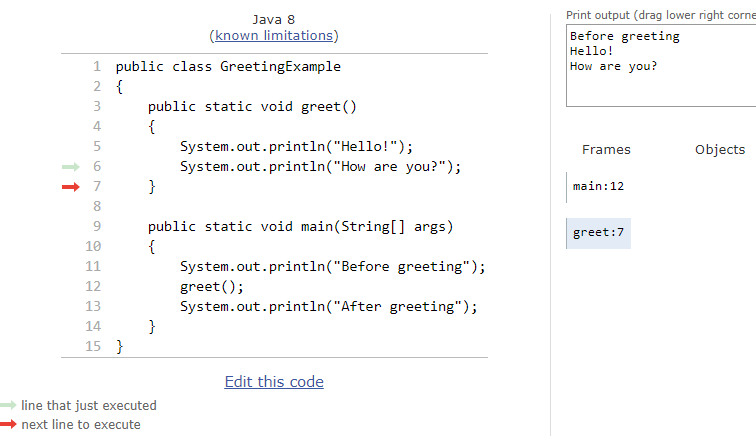 Java 8
(known limitations)
1 public class GreetingExample
2 {
3     public static void greet()
4     {
5         System.out.println("Hello!");
6         System.out.println("How are you?");
7     }
8
9     public static void main(String[] args)
10     {
11         System.out.println("Before greeting");
12         greet();
13         System.out.println("After greeting");
14     }
15 }
Edit this code
line that just executed
next line to execute
Print output (drag lower right corne
Before greeting
Hello!
How are you?
Frames Objects
main:12
greet:7